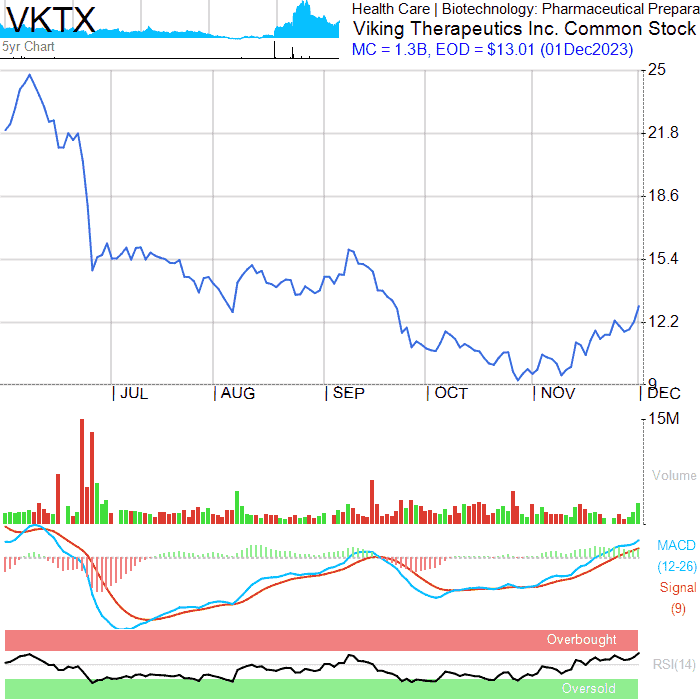 VKTX
5yr Chart
Health Care | Biotechnology: Pharmaceutical Prepara
Viking Therapeutics Inc. Common Stock
MC = 1.3B, EOD = $13.01 (01Dec2023)
25
21.8
18.6
15.4
12.2
9
| JUL | AUG | SEP | OCT | NOV | DEC
15M
Volume
MACD
(12-26)
Signal
(9)
Overbought
RSI(14)
Oversold